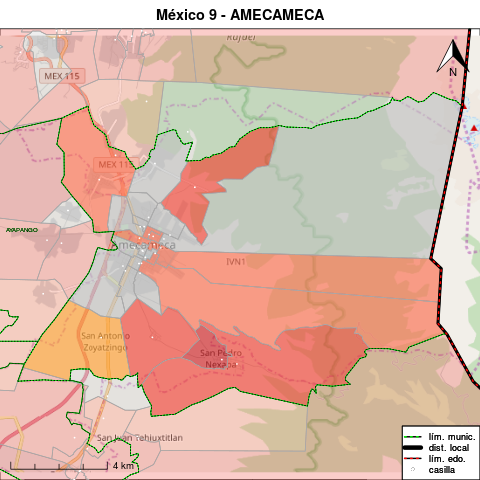 México 9 - AMECAMECA
Rafael
MEX 115
N
MEX 115
AYAPANGO
Amecameca
IVN1
San Antonio
Zoyatzingo
San Pedro
Nexapa
San Juan Tehuixtitlan
4 km
lím. munic.
dist. local
lím. edo.
casilla